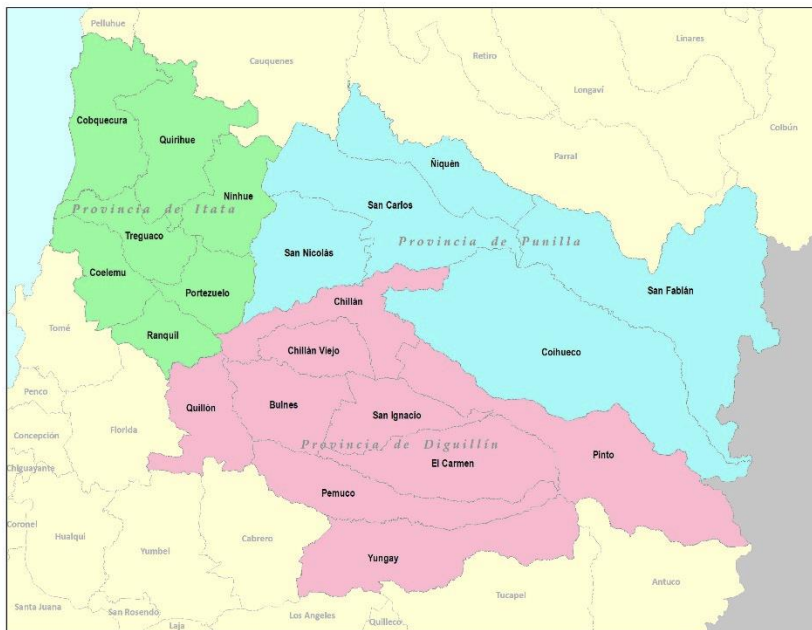 Pelluhue
Linares
Retiro
Cauquenes
Longaví
Colbún
Cobquecura
Quirihue
Parral
Ñiquén
Ninhue
San Carlos
Provincia de Itata
Treguaco
Provincia de Punilla
San Nicolás
Coelemu
Portezuelo
San Fabián
Chillán
Tomé
Ranquil
Chillán Viejo
Coihueco
Penco
Quillón
Bulnes
San Ignacio
Florida
Concepción
Provincia de Diguillín
Pinto
El Carmen
Chiguayante
Pemuco
Coronel
Hualqui
Cabrero
Yumbel
Yungay
Antuco
Tucapel
Santa Juana
San Rosendo
Los Angeles
Quilleco
Laja